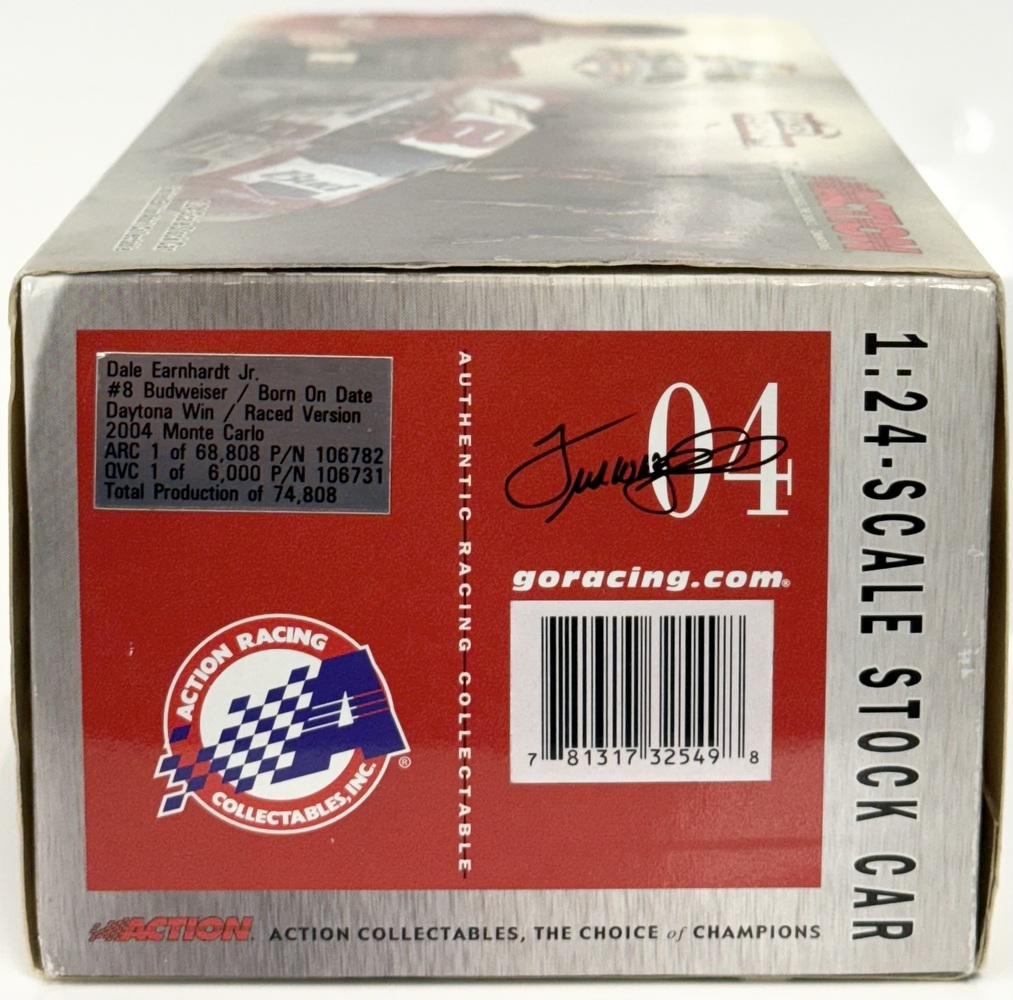 Bud
8
ACTION
Dale Earnhardt Jr.
#8 Budweiser / Born On Date
Daytona Win / Raced Version
2004 Monte Carlo
ARC 1 of 68,808 P/N 106782
QVC 1 of 6,000 P/N 106731
Total Production of 74,808
AUTHENTIC RACING COLLECTABLE
04
goracing.com®
7 81317 32549 8
ACTION RACING
COLLECTABLES, INC.
®
1:24-SCALE STOCK CAR
ACTION.
ACTION COLLECTABLES, THE CHOICE of CHAMPIONS